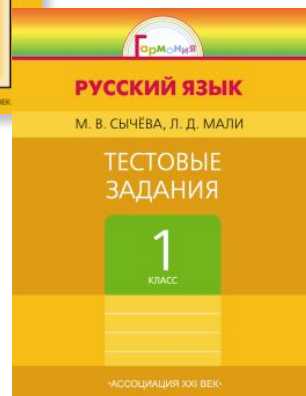 Гармония
РУССКИЙ ЯЗЫК
М. В. СЫЧЁВА, Л. Д. МАЛИ
ТЕСТОВЫЕ
ЗАДАНИЯ
1
КЛАСС
•АССОЦИАЦИЯ XXI ВЕК•